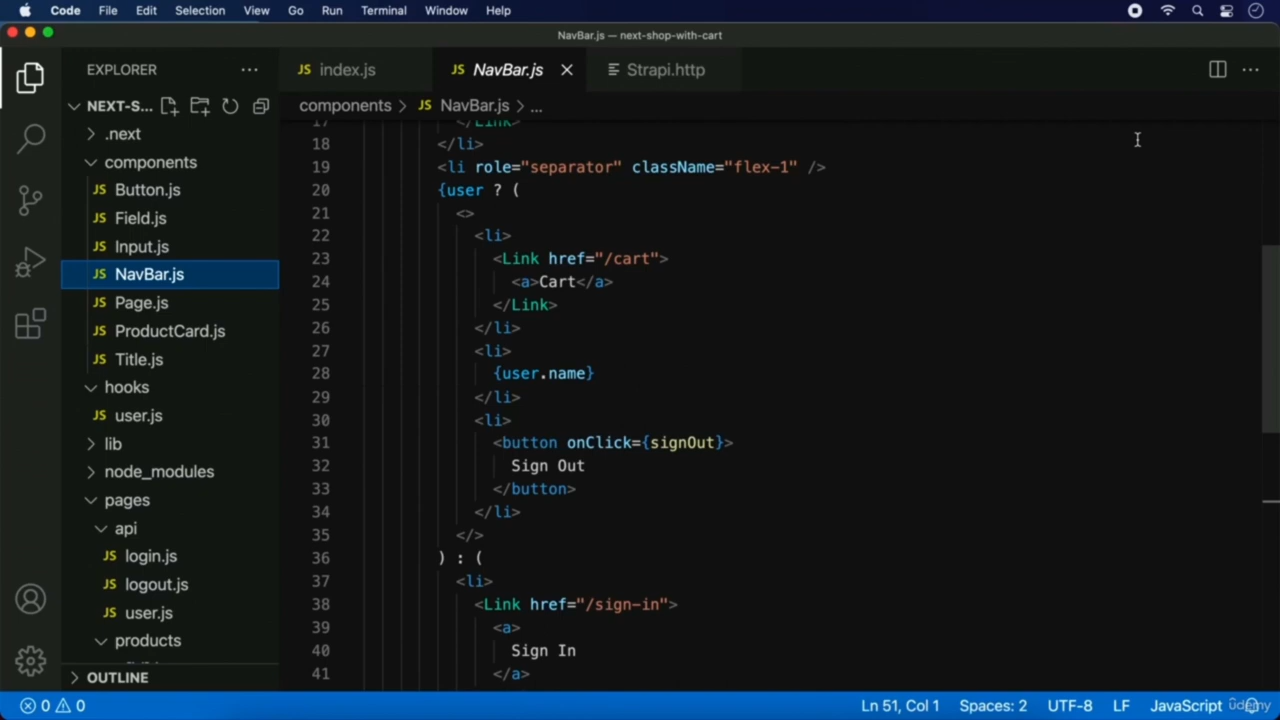 Code File Edit Selection View Go Run Terminal Window Help
NavBar.js — next-shop-with-cart
EXPLORER
JS index.js
JS NavBar.js
Strapi.http
NEXT-S...
components > JS NavBar.js > ...
.next
components
JS Button.js
JS Field.js
JS Input.js
JS NavBar.js
JS Page.js
JS ProductCard.js
JS Title.js
hooks
JS user.js
lib
node_modules
pages
api
JS login.js
JS logout.js
JS user.js
products
OUTLINE
17 </Link>
18 </li>
19 <li role="separator" className="flex-1" />
20 {user ? (
21 <>
22 <li>
23 <Link href="/cart">
24 <a>Cart</a>
25 </Link>
26 </li>
27 <li>
28 {user.name}
29 </li>
30 <li>
31 <button onClick={signOut}>
32 Sign Out
33 </button>
34 </li>
35 </>
36 ) : (
37 <li>
38 <Link href="/sign-in">
39 <a>
40 Sign In
41 </a>
0 0
Ln 51, Col 1 Spaces: 2 UTF-8 LF JavaScript
udemy